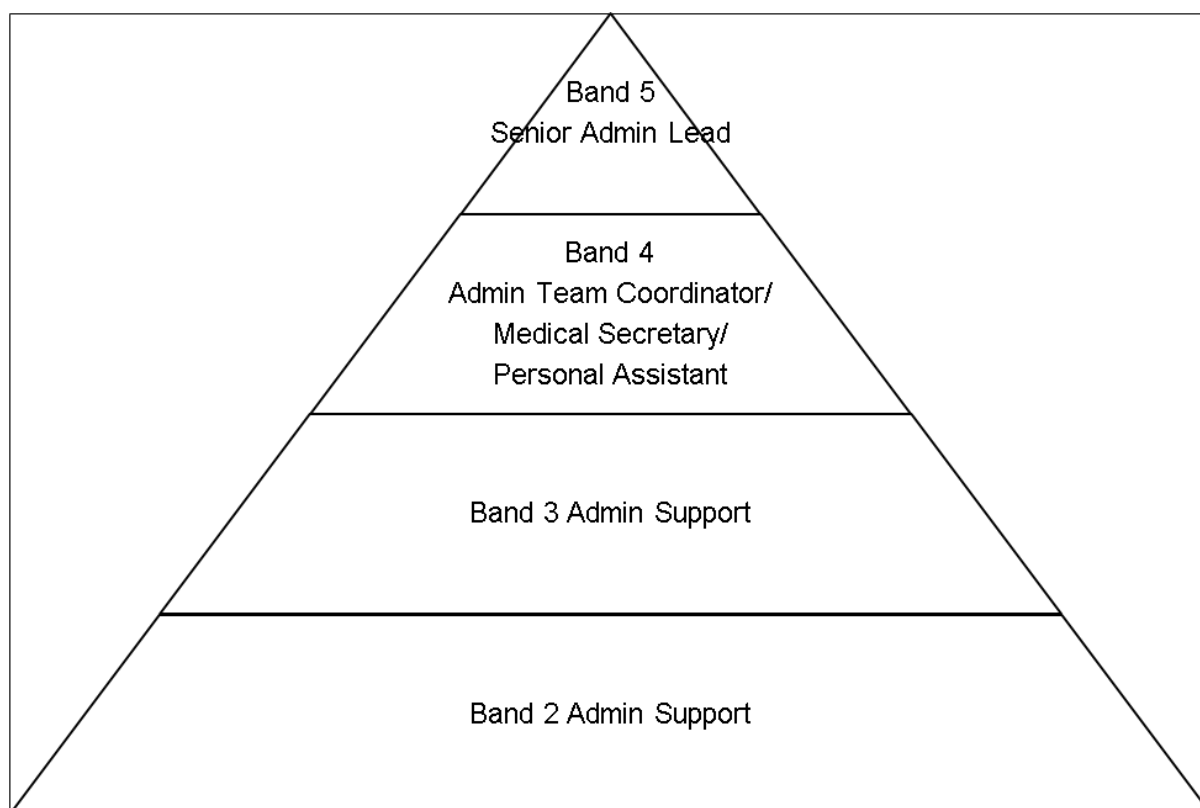 Band 5
Senior Admin Lead
Band 4
Admin Team Coordinator/
Medical Secretary/
Personal Assistant
Band 3 Admin Support
Band 2 Admin Support